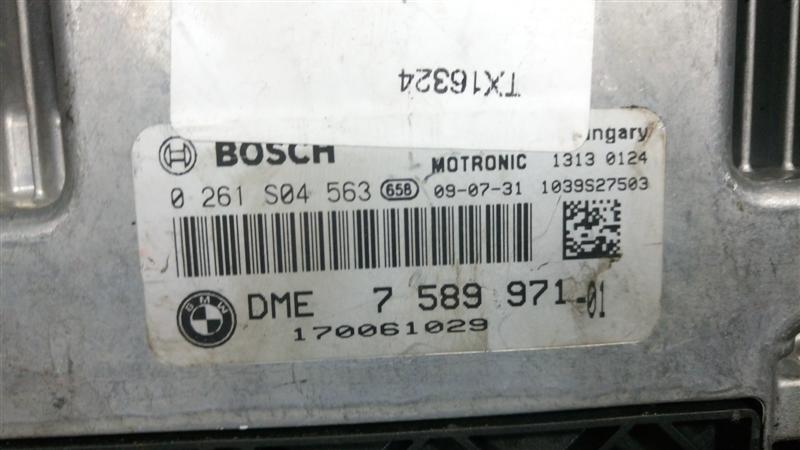 TX16324
ungary
BOSCH
MOTRONIC 1313 0124
0 261 S04 563 658 09-07-31 1039S27503
BMW DME 7 589 971-01
170061029